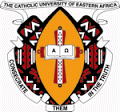 THE CATHOLIC UNIVERSITY OF EASTERN AFRICA
A Ω
CONSECRATE
THEM
IN THE TRUTH